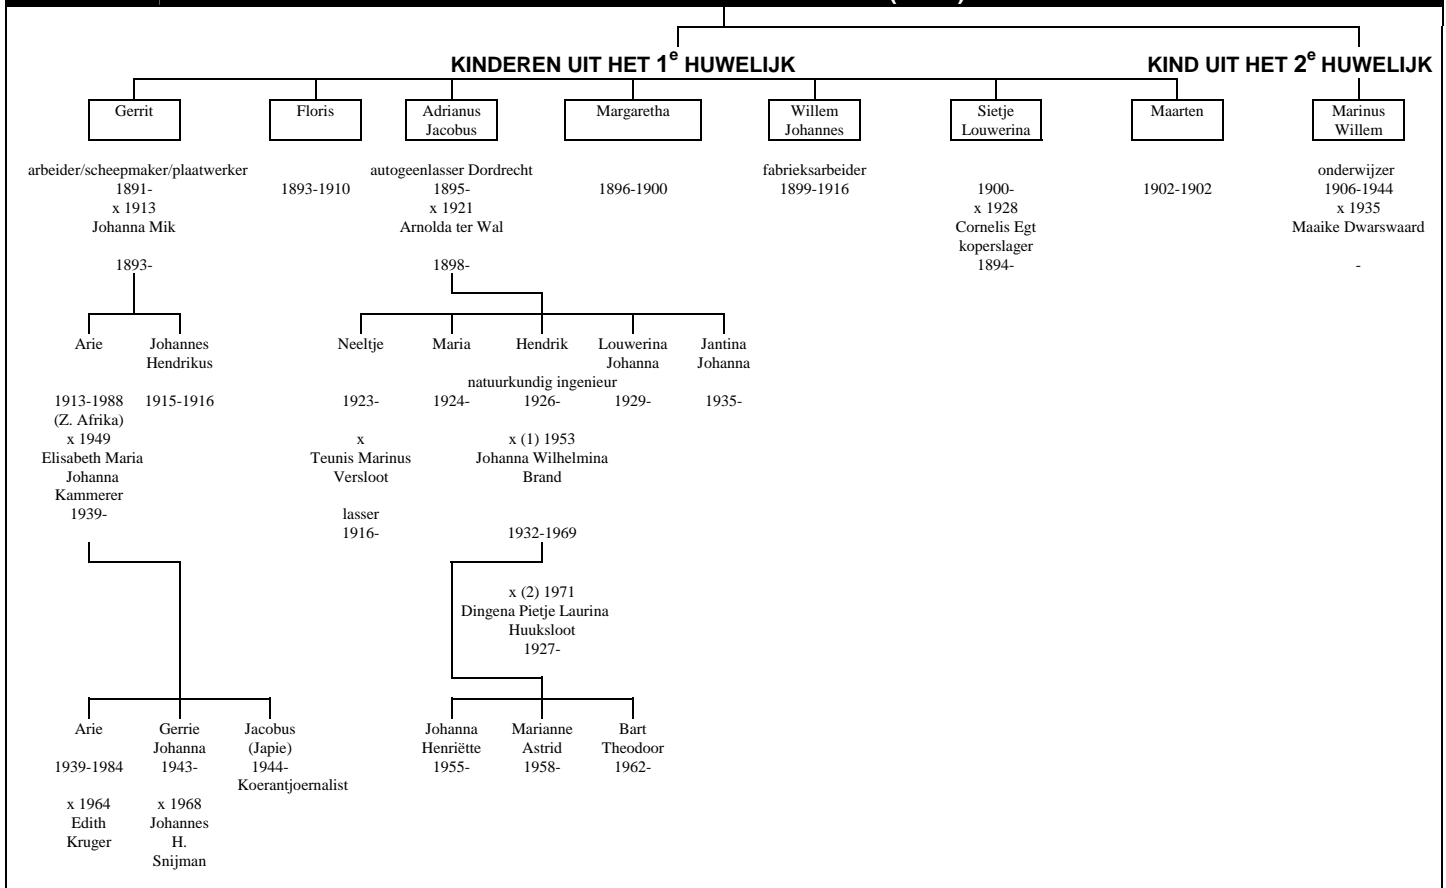 KINDEREN UIT HET 1e HUWELIJK
KIND UIT HET 2e HUWELIJK
Gerrit
arbeider/scheepmaker/plaatwerker
1891-
x 1913
Johanna Mik
1893-
Floris
1893-1910
Adrianus
Jacobus
autogeenlasser Dordrecht
1895-
x 1921
Arnolda ter Wal
1898-
Margaretha
1896-1900
Willem
Johannes
fabrieksarbeider
1899-1916
Sietje
Louwerina
1900-
x 1928
Cornelis Egt
koperslager
1894-
Maarten
1902-1902
Marinus
Willem
onderwijzer
1906-1944
x 1935
Maaike Dwarswaard
-
Arie
1913-1988
(Z. Afrika)
x 1949
Elisabeth Maria
Johanna
Kammerer
1939-
Johannes
Hendrikus
1915-1916
Neeltje
1923-
x
Teunis Marinus
Versloot
lasser
1916-
Maria
1924-
Hendrik
natuurkundig ingenieur
1926-
x (1) 1953
Johanna Wilhelmina
Brand
1932-1969
x (2) 1971
Dingena Pietje Laurina
Huuksloot
1927-
Louwerina
Johanna
1929-
Jantina
Johanna
1935-
Arie
1939-1984
x 1964
Edith
Kruger
Gerrie
Johanna
1943-
x 1968
Johannes
H.
Snijman
Jacobus
(Japie)
1944-
Koerantjoernalist
Johanna
Henriëtte
1955-
Marianne
Astrid
1958-
Bart
Theodoor
1962-